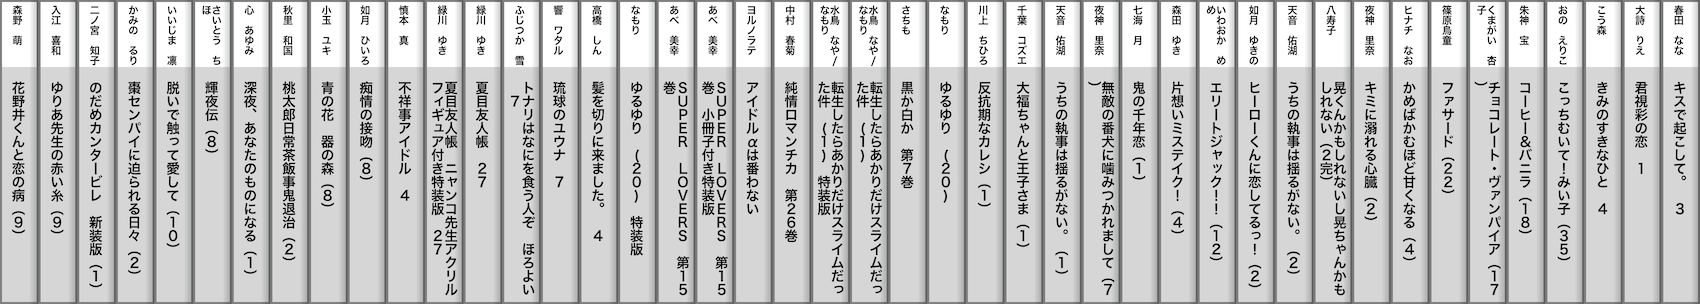 春田 なな
キスで起こして。 3
大詩 りえ
君視彩の恋 1
こう森
きみのすきなひと 4
おの えりこ
こっちむいて！みい子（35）
朱神 宝
コーヒー＆バニラ（18）
くまがい 杏
子
チョコレート・ヴァンパイア（17
）
篠原烏童
ファサード（22）
ヒナチ なお
かめばかむほど甘くなる（4）
夜神 里奈
キミに溺れる心臓（2）
八寿子
晃くんかもしれないし晃ちゃんかも
しれない（2完）
天音 佑湖
うちの執事は揺るがない。（2）
如月 ゆきの
ヒーローくんに恋してるっ！（2）
いわおか め
め
エリートジャック！！（12）
森田 ゆき
片想いミステイク！（4）
七海 月
鬼の千年恋（1）
夜神 里奈
無敵の番犬に噛みつかれまして（7
）
天音 佑湖
うちの執事は揺るがない。（1）
千葉 コズエ
大福ちゃんと王子さま（1）
川上 ちひろ
反抗期なカレシ（1）
なもり
ゆるゆり （20）
さちも
黒か白か 第7巻
水鳥 なや/
なもり
転生したらあかりだけスライムだっ
た件 （1）
水鳥 なや/
なもり
転生したらあかりだけスライムだっ
た件 （1） 特装版
中村 春菊
純情ロマンチカ 第26巻
ヨルノラテ
アイドルαは番わない
あべ 美幸
SUPER LOVERS 第15
巻 小冊子付き特装版
あべ 美幸
SUPER LOVERS 第15
巻
なもり
ゆるゆり （20） 特装版
高橋 しん
髪を切りに来ました。 4
響 ワタル
琉球のユウナ 7
ふじつか 雪
トナリはなにを食う人ぞ ほろよい
7
緑川 ゆき
夏目友人帳 27
緑川 ゆき
夏目友人帳 ニャンコ先生アクリル
フィギュア付き特装版 27
慎本 真
不祥事アイドル 4
如月 ひいろ
痴情の接吻（8）
小玉 ユキ
青の花 器の森（8）
秋里 和国
桃太郎日常茶飯事鬼退治（2）
心 あゆみ
深夜、あなたのものになる（1）
さいとう ち
ほ
輝夜伝（8）
いいじま 凛
脱いで触って愛して（10）
かみの るり
棗センパイに迫られる日々（2）
二ノ宮 知子
のだめカンタービレ 新装版（1）
入江 喜和
ゆりあ先生の赤い糸（9）
森野 萌
花野井くんと恋の病（9）